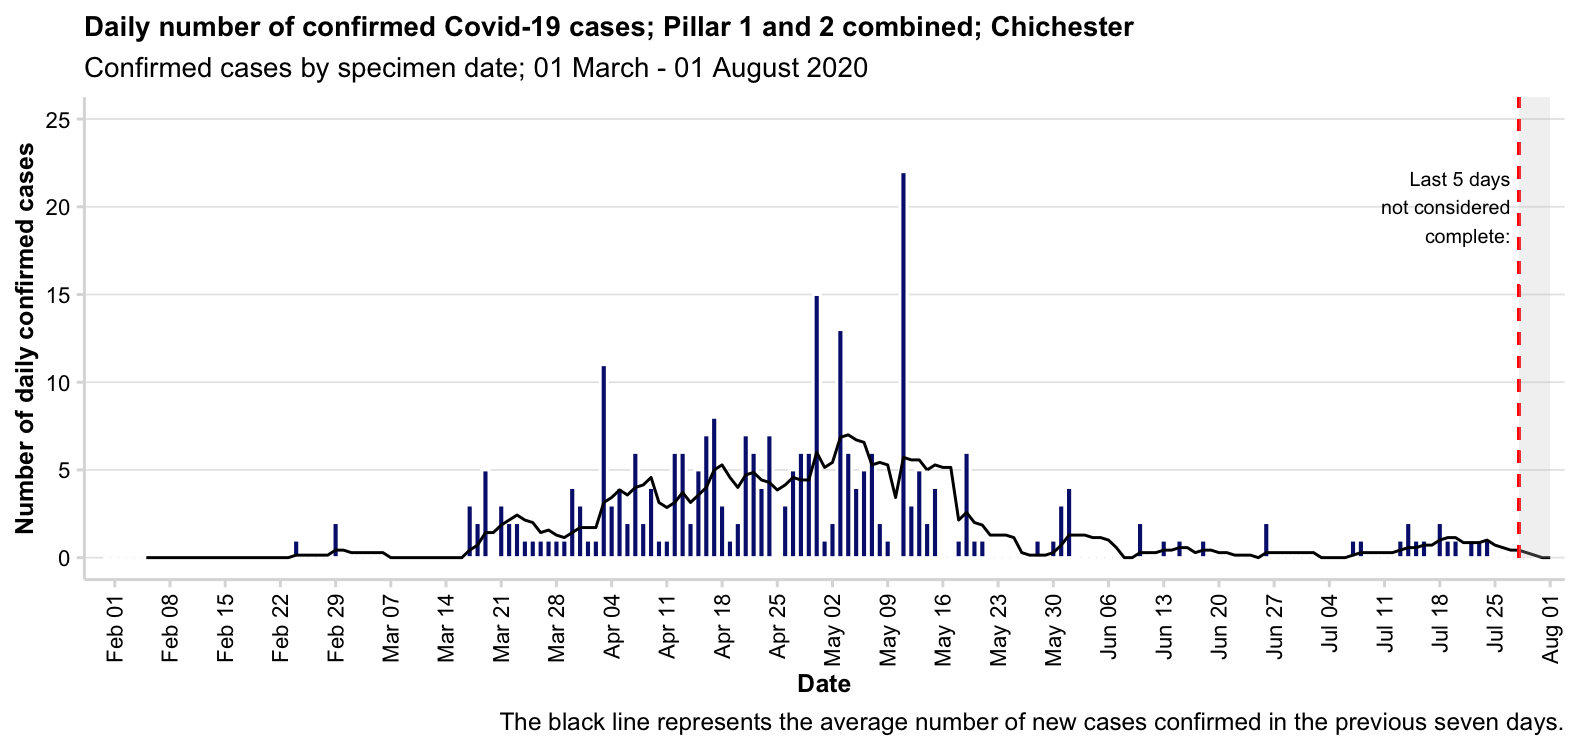 Daily number of confirmed Covid-19 cases; Pillar 1 and 2 combined; Chichester
Confirmed cases by specimen date; 01 March - 01 August 2020
Number of daily confirmed cases
25
20
15
10
5
0
Last 5 days
not considered
complete:
Feb 01
Feb 08
Feb 15
Feb 22
Feb 29
Mar 07
Mar 14
Mar 21
Mar 28
Apr 04
Apr 11
Apr 18
Apr 25
May 02
May 09
May 16
May 23
May 30
Jun 06
Jun 13
Jun 20
Jun 27
Jul 04
Jul 11
Jul 18
Jul 25
Aug 01
Date
The black line represents the average number of new cases confirmed in the previous seven days.